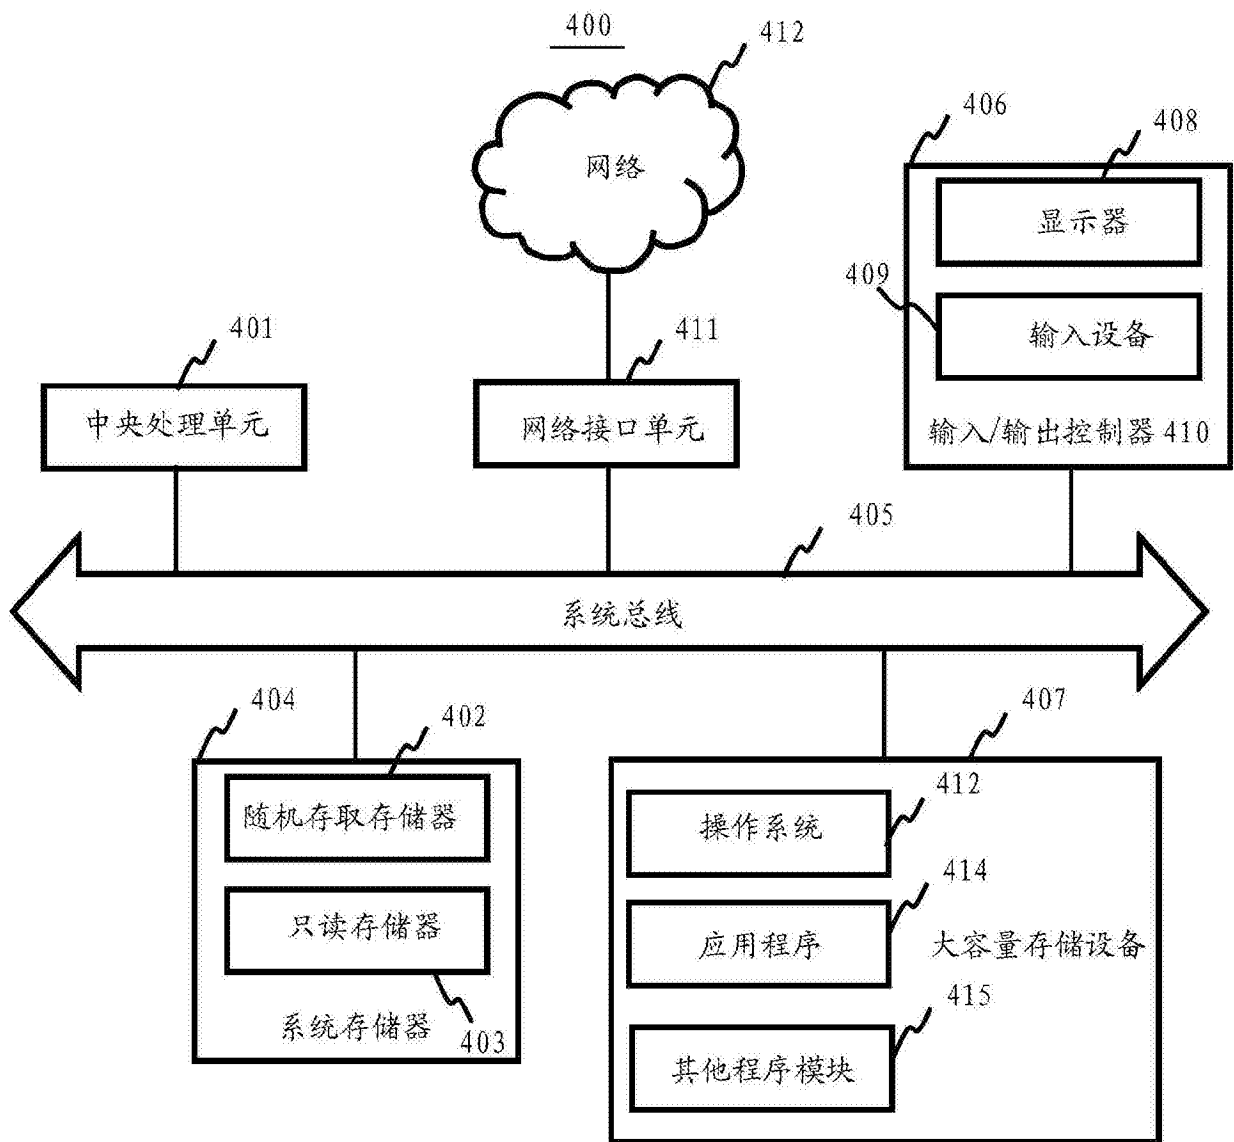 400
412
网络
406
408
显示器
409
输入设备
输入/输出控制器 410
401
中央处理单元
411
网络接口单元
405
系统总线
404
402
随机存取存储器
只读存储器
系统存储器
403
407
412
操作系统
414
应用程序
大容量存储设备
415
其他程序模块